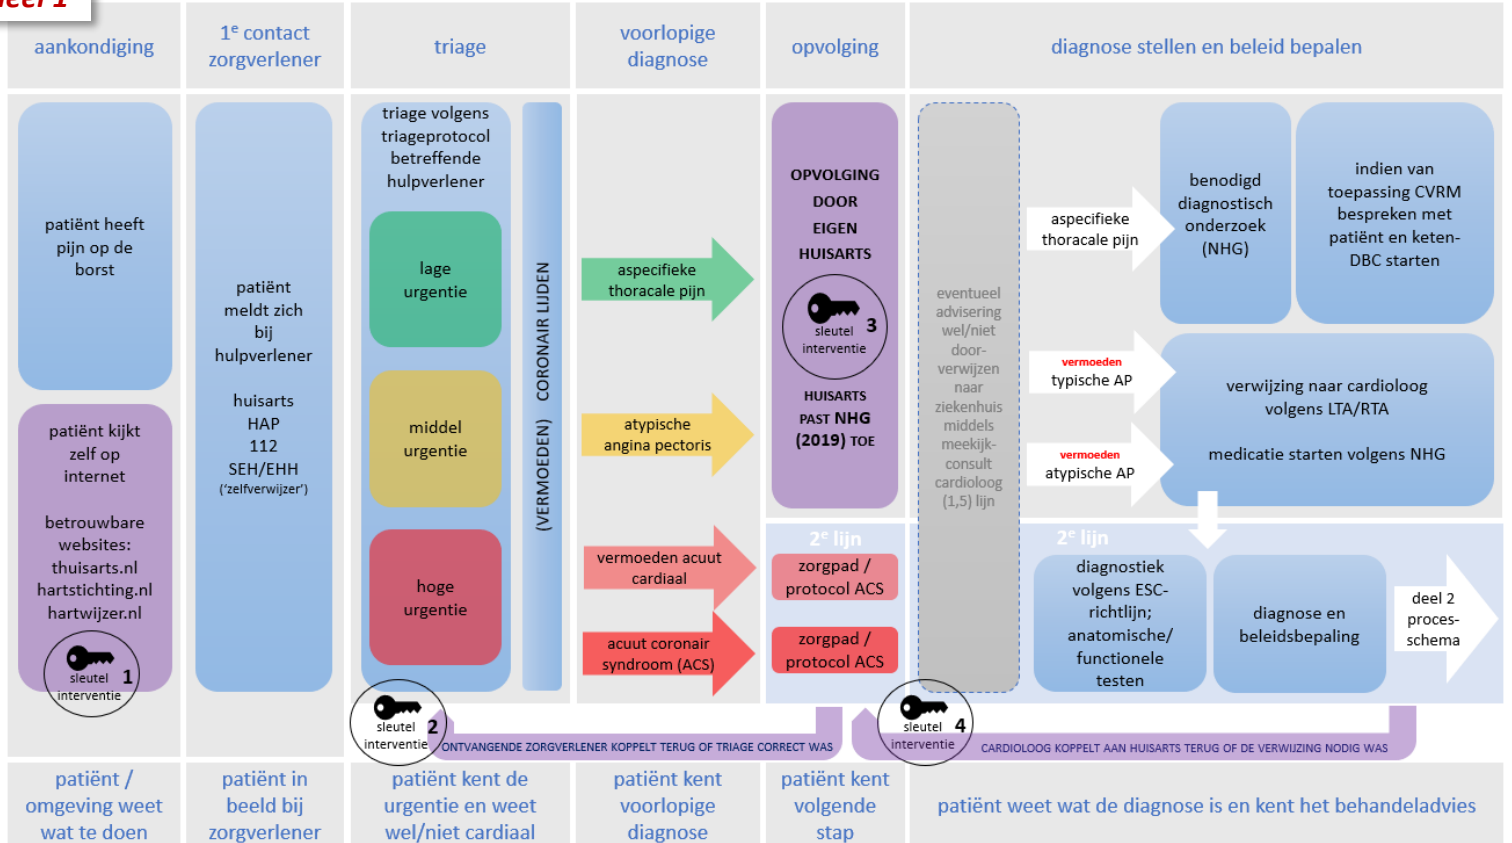 deel 1
aankondiging
1e contact
zorgverlener
triage
voorlopige
diagnose
opvolging
diagnose stellen en beleid bepalen
patiënt heeft
pijn op de
borst
patiënt kijkt
zelf op
internet
betrouwbare
websites:
thuisarts.nl
hartstichting.nl
hartwijzer.nl
sleutel 1
interventie
patiënt
meldt zich
bij
hulpverlener
huisarts
HAP
112
SEH/EHH
('zelfverwijzer')
triage volgens
triageprotocol
betreffende
hulpverlener
lage
urgentie
middel
urgentie
hoge
urgentie
(VERMOEDEN) CORONAIR LIJDEN
aspecifieke
thoracale pijn
atypische
angina pectoris
vermoeden acuut
cardiaal
acuut coronair
syndroom (ACS)
OPVOLGING
DOOR
EIGEN
HUISARTS
sleutel 3
interventie
HUISARTS
PAST NHG
(2019) TOE
2e lijn
zorgpad /
protocol ACS
zorgpad /
protocol ACS
eventueel
advisering
wel/niet
door-
verwijzen
naar
ziekenhuis
middels
meekijk-
consult
cardioloog
(1,5) lijn
aspecifieke
thoracale pijn
benodigd
diagnostisch
onderzoek
(NHG)
indien van
toepassing CVRM
bespreken met
patiënt en keten-
DBC starten
vermoeden
typische AP
vermoeden
atypische AP
verwijzing naar cardioloog
volgens LTA/RTA
medicatie starten volgens NHG
2e lijn
diagnostiek
volgens ESC-
richtlijn;
anatomische/
functionele
testen
diagnose en
beleidsbepaling
deel 2
proces-
schema
sleutel 2
interventie
ONTVANGENDE ZORGVERLENER KOPPELT TERUG OF TRIAGE CORRECT WAS
sleutel 4
interventie
CARDIOLOOG KOPPELT AAN HUISARTS TERUG OF DE VERWIJZING NODIG WAS
patiënt /
omgeving weet
wat te doen
patiënt in
beeld bij
zorgverlener
patiënt kent de
urgentie en weet
wel/niet cardiaal
patiënt kent
voorlopige
diagnose
patiënt kent
volgende
stap
patiënt weet wat de diagnose is en kent het behandeladvies